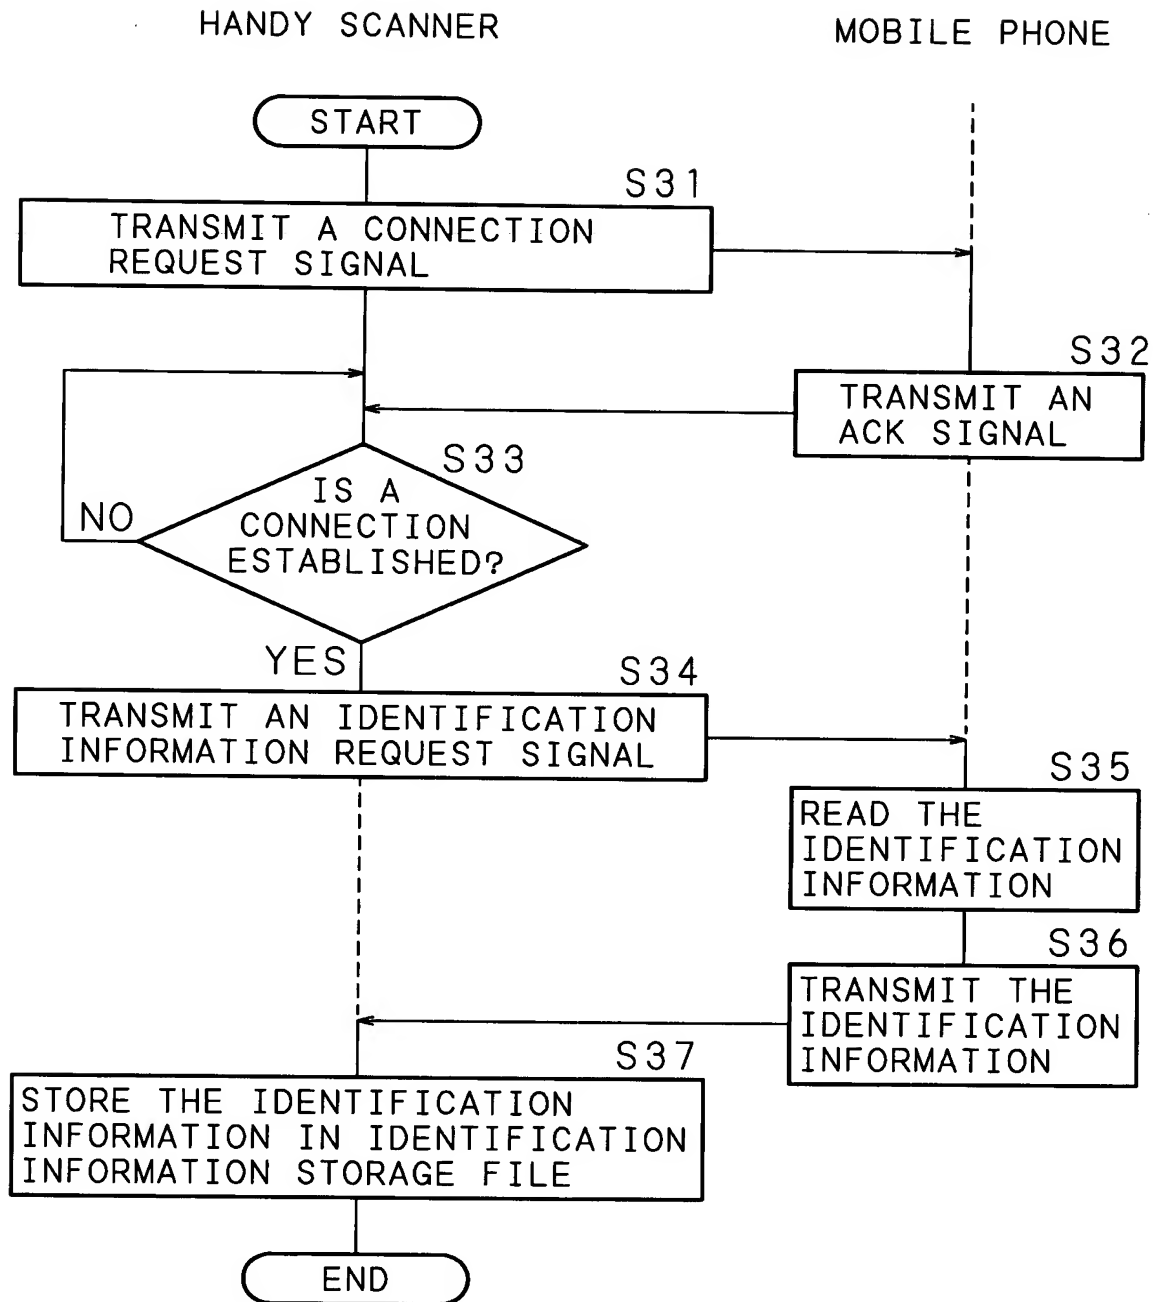 HANDY SCANNER
MOBILE PHONE
START
S31
TRANSMIT A CONNECTION
REQUEST SIGNAL
S32
TRANSMIT AN
ACK SIGNAL
S33
IS A
CONNECTION
ESTABLISHED?
NO
YES
S34
TRANSMIT AN IDENTIFICATION
INFORMATION REQUEST SIGNAL
S35
READ THE
IDENTIFICATION
INFORMATION
S36
TRANSMIT THE
IDENTIFICATION
INFORMATION
S37
STORE THE IDENTIFICATION
INFORMATION IN IDENTIFICATION
INFORMATION STORAGE FILE
END